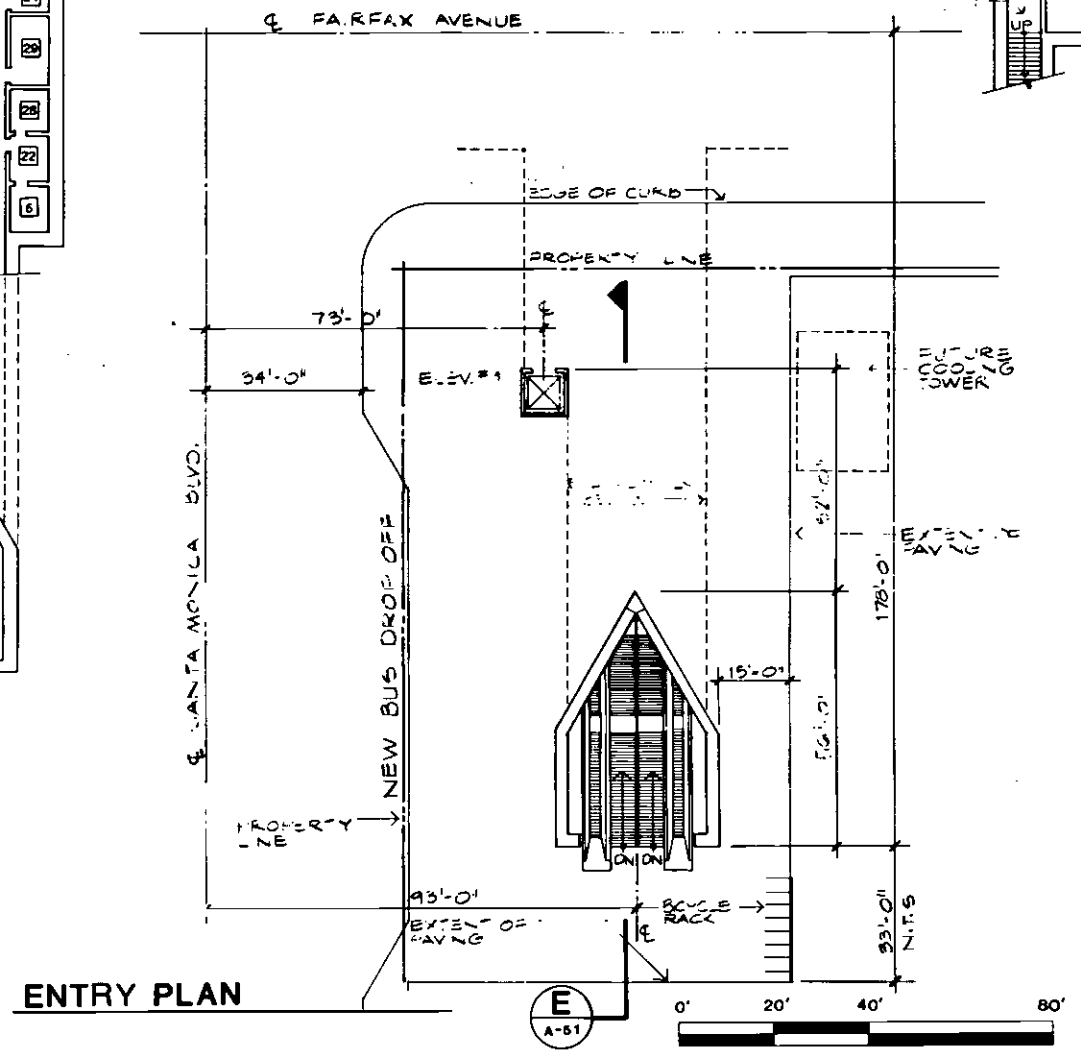 ℄ FAIRFAX AVENUE
UP
29
28
22
6
EDGE OF CURB
PROPERTY LINE
73'-0"
℄
34'-0"
ELEV. #1
FUTURE
COOLING
TOWER
℄ SANTA MONICA BLVD.
NEW BUS DROP OFF
178'-0"
EXTENT OF
PAVING
15'-0"
PROPERTY
LINE
DN DN
93'-0"
EXTENT OF
PAVING
BICYCLE
RACK
℄
33'-0"
N.T.S
ENTRY PLAN
E
A-51
0' 20' 40' 80'